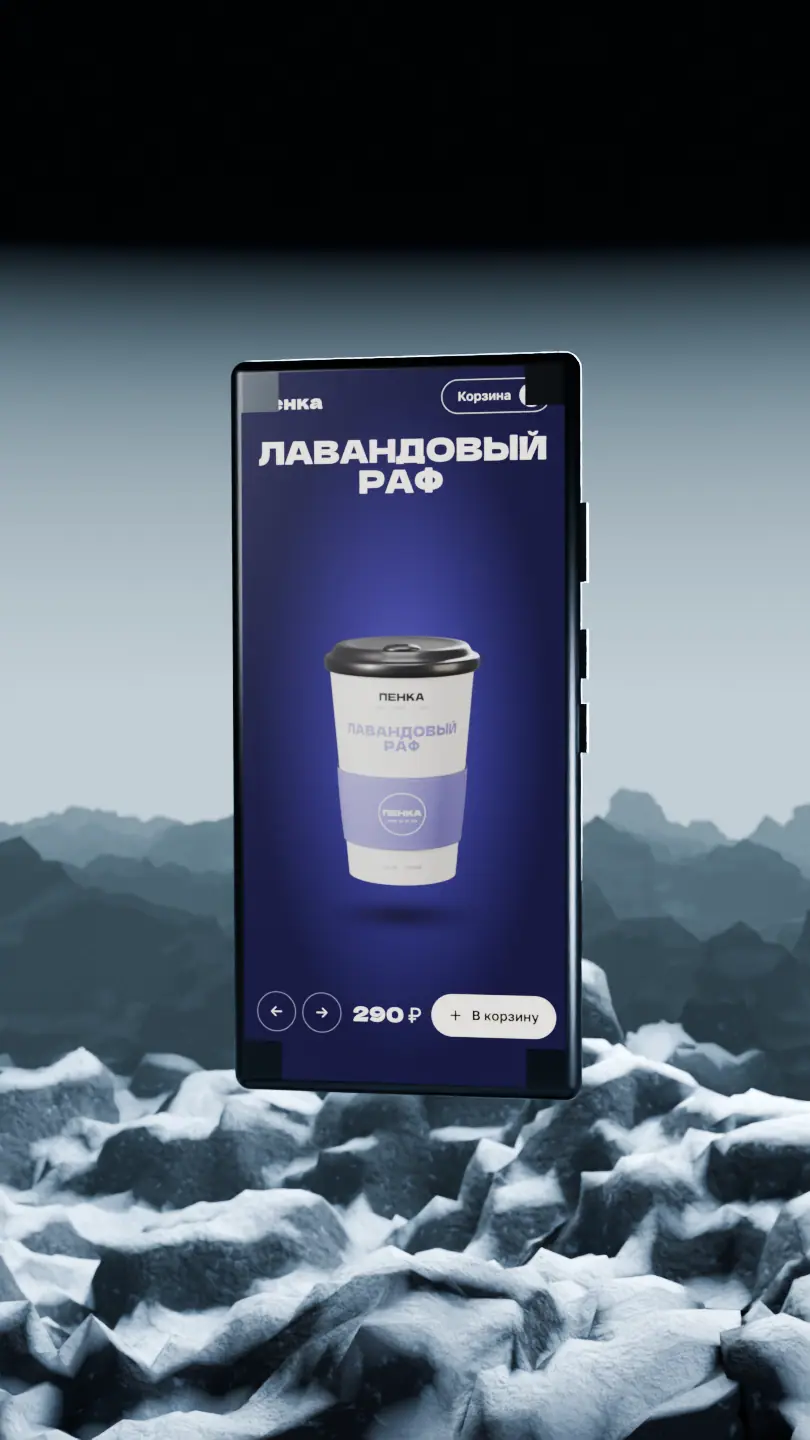 енка
Корзина
ЛАВАНДОВЫЙ
РАФ
ПЕНКА
ЛАВАНДОВЫЙ
РАФ
ПЕНКА
290 ₽
+ В корзину